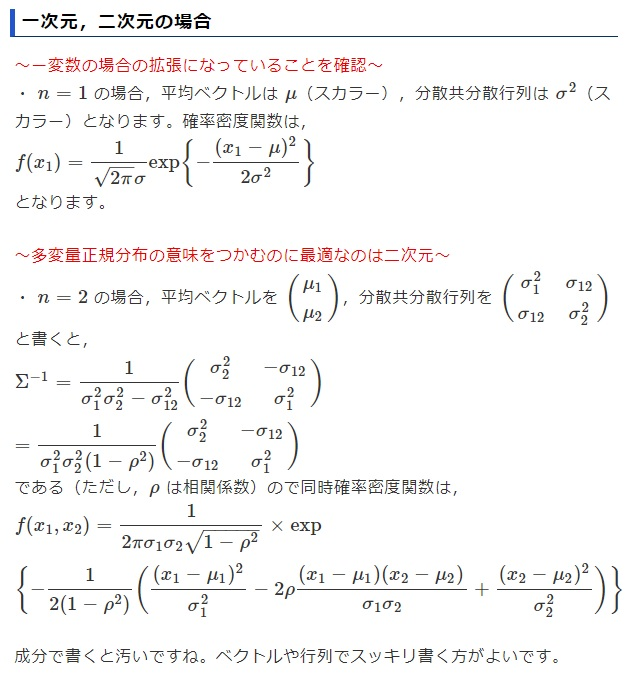 一次元，二次元の場合
〜一変数の場合の拡張になっていることを確認〜
・ $n=1$ の場合，平均ベクトルは $\mu$（スカラー），分散共分散行列は $\sigma^2$（ス
カラー）となります。確率密度関数は，
$f(x_1)=\dfrac{1}{\sqrt{2\pi}\sigma}\exp\left\{-\dfrac{(x_1-\mu)^2}{2\sigma^2}\right\}$
となります。
〜多変量正規分布の意味をつかむのに最適なのは二次元〜
・ $n=2$ の場合，平均ベクトルを $\begin{pmatrix}\mu_1\\\mu_2\end{pmatrix}$，分散共分散行列を $\begin{pmatrix}\sigma_1^2&\sigma_{12}\\\sigma_{12}&\sigma_2^2\end{pmatrix}$
と書くと，
$\Sigma^{-1}=\dfrac{1}{\sigma_1^2\sigma_2^2-\sigma_{12}^2}\begin{pmatrix}\sigma_2^2&-\sigma_{12}\\-\sigma_{12}&\sigma_1^2\end{pmatrix}$
$=\dfrac{1}{\sigma_1^2\sigma_2^2(1-\rho^2)}\begin{pmatrix}\sigma_2^2&-\sigma_{12}\\-\sigma_{12}&\sigma_1^2\end{pmatrix}$
である（ただし，$\rho$ は相関係数）ので同時確率密度関数は，
$f(x_1,x_2)=\dfrac{1}{2\pi\sigma_1\sigma_2\sqrt{1-\rho^2}}\times\exp$
$\left\{-\dfrac{1}{2(1-\rho^2)}\left(\dfrac{(x_1-\mu_1)^2}{\sigma_1^2}-2\rho\dfrac{(x_1-\mu_1)(x_2-\mu_2)}{\sigma_1\sigma_2}+\dfrac{(x_2-\mu_2)^2}{\sigma_2^2}\right)\right\}$
成分で書くと汚いですね。ベクトルや行列でスッキリ書く方がよいです。